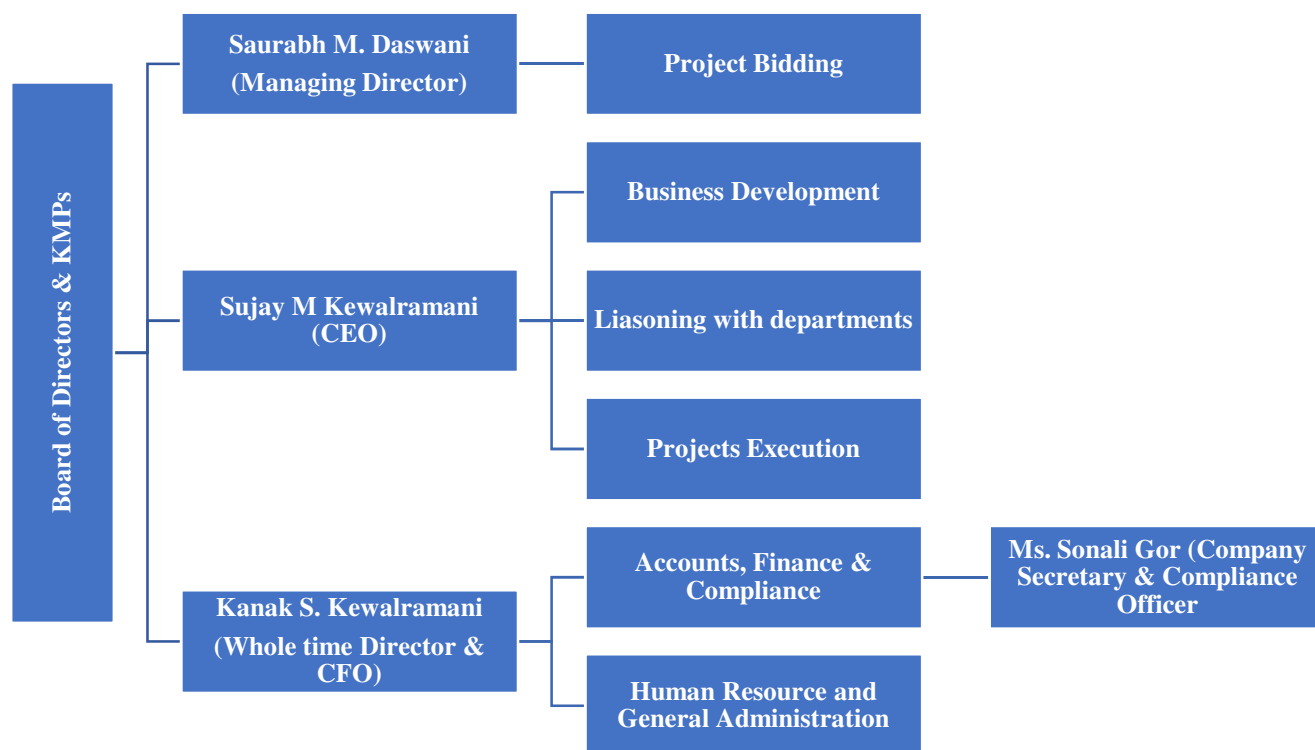 Board of Directors & KMPs
Saurabh M. Daswani
(Managing Director)
Project Bidding
Sujay M Kewalramani
(CEO)
Business Development
Liasoning with departments
Projects Execution
Kanak S. Kewalramani
(Whole time Director &
CFO)
Accounts, Finance &
Compliance
Ms. Sonali Gor (Company
Secretary & Compliance
Officer
Human Resource and
General Administration